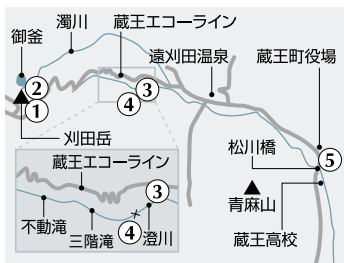 濁川
蔵王エコーライン
御釜
遠刈田温泉
蔵王町役場
②
①
③
④
刈田岳
松川橋
⑤
青麻山
蔵王高校
蔵王エコーライン
③
不動滝
三階滝
④
澄川